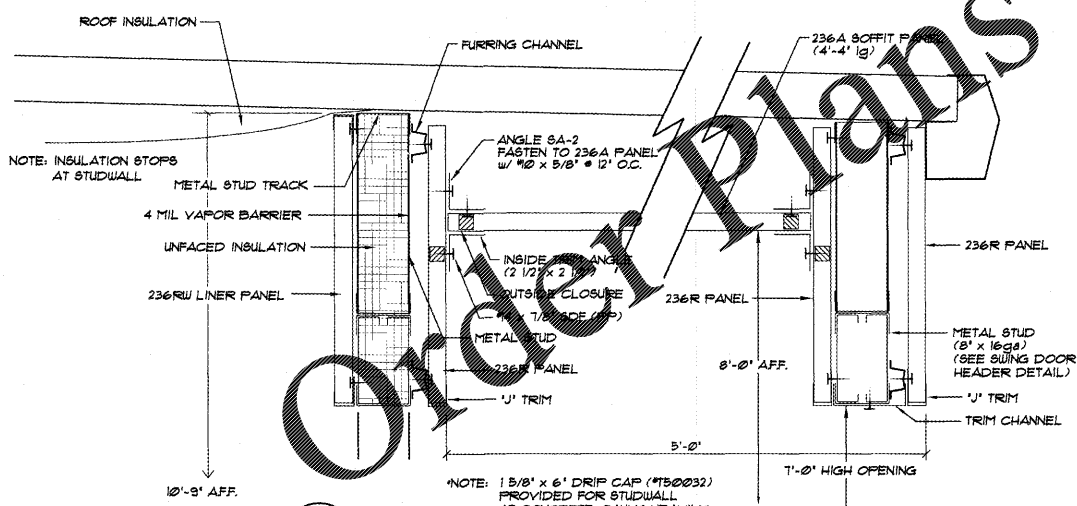 ROOF INSULATION
FURRING CHANNEL
236A SOFFIT PANEL
(4'-4" lg)
NOTE: INSULATION STOPS
AT STUDWALL
ANGLE SA-2
FASTEN TO 236A PANEL
w/ #10 x 5/8" @ 12" O.C.
METAL STUD TRACK
4 MIL VAPOR BARRIER
UNFACED INSULATION
236RW LINER PANEL
INSIDE TRIM ANGLE
(2 1/2" x 2
OUTSIDE CLOSURE
x 7/8" SDF
METAL STUD
236R PANEL
"J" TRIM
236R PANEL
236R PANEL
8'-0" A.F.F.
METAL STUD
(8" x 16ga)
(SEE SWING DOOR
HEADER DETAIL)
"J" TRIM
TRIM CHANNEL
5'-0"
7'-0" HIGH OPENING
10'-9" A.F.F.
*NOTE: 1 5/8" x 6" DRIP CAP (*T50032)
PROVIDED FOR STUDWALL
Order Plans